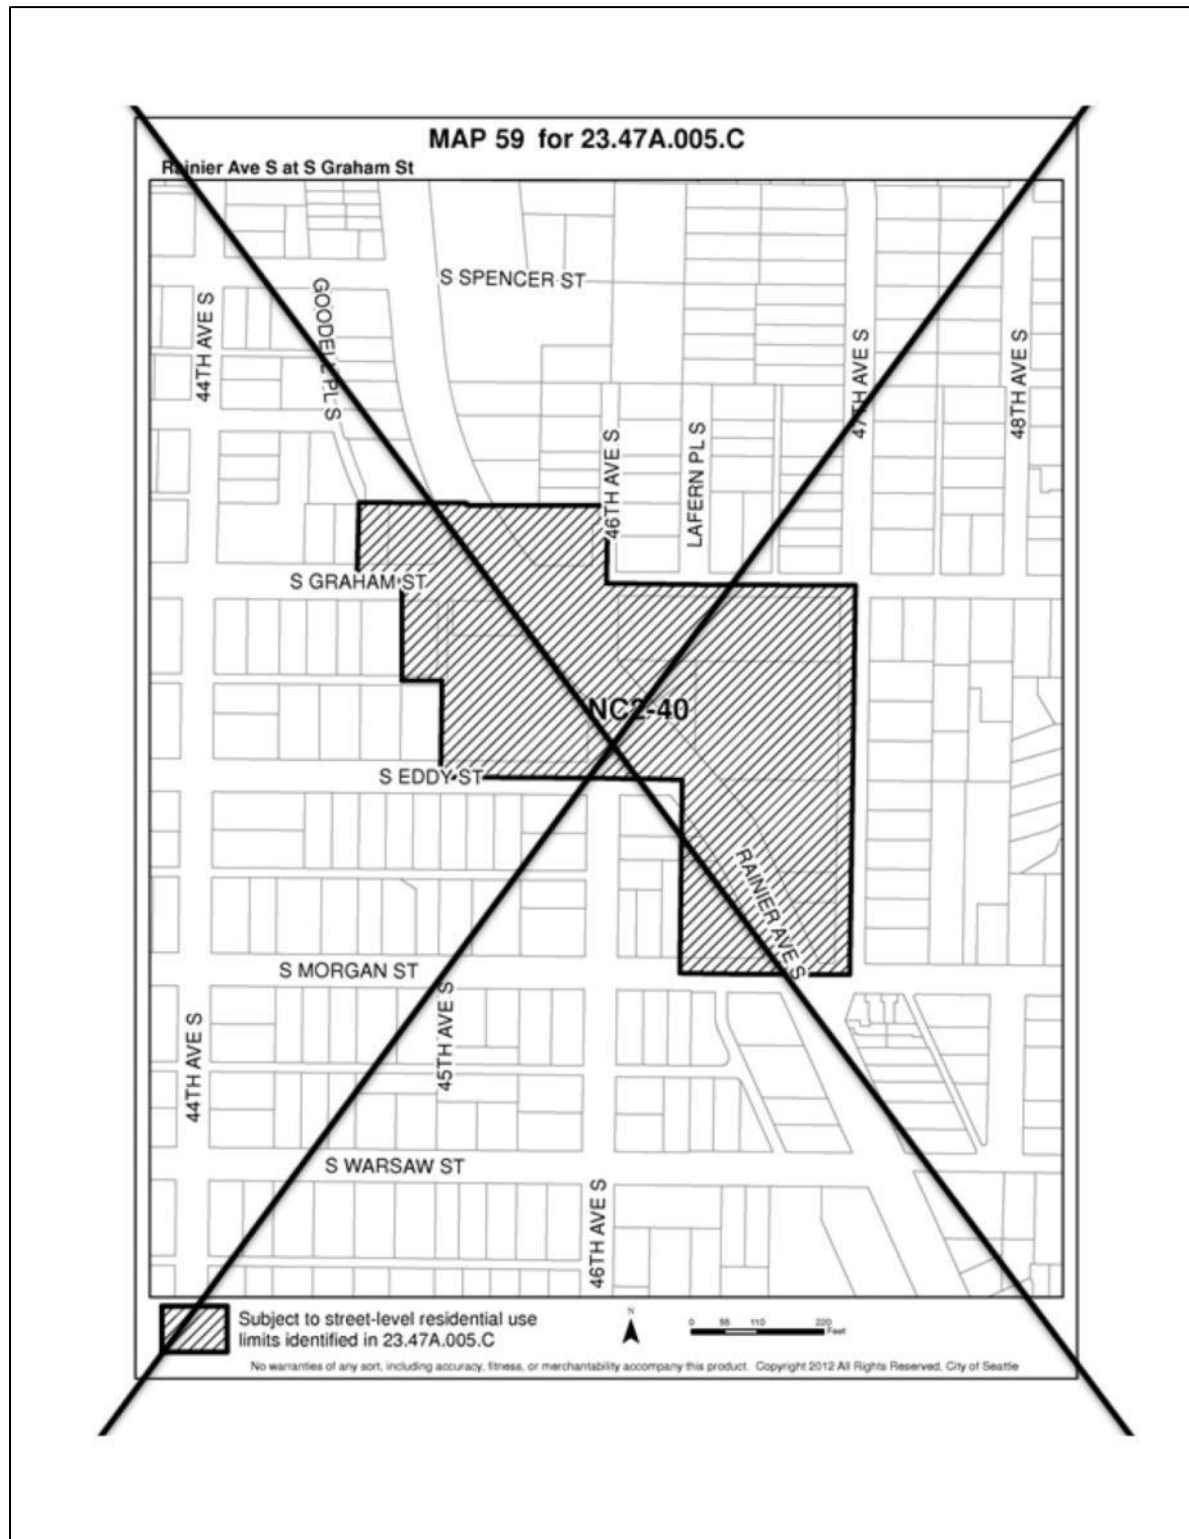 MAP 59 for 23.47A.005.C
Rainier Ave S at S Graham St
S SPENCER ST
GOODELL PL S
44TH AVE S
47TH AVE S
48TH AVE S
46TH AVE S
LAFERN PL S
S GRAHAM ST
NC2-40
S EDDY ST
RAINIER AVE S
S MORGAN ST
45TH AVE S
44TH AVE S
S WARSAW ST
46TH AVE S
Subject to street-level residential use
limits identified in 23.47A.005.C
N
0 55 110 220
Feet
No warranties of any sort, including accuracy, fitness, or merchantability accompany this product. Copyright 2012 All Rights Reserved, City of Seattle